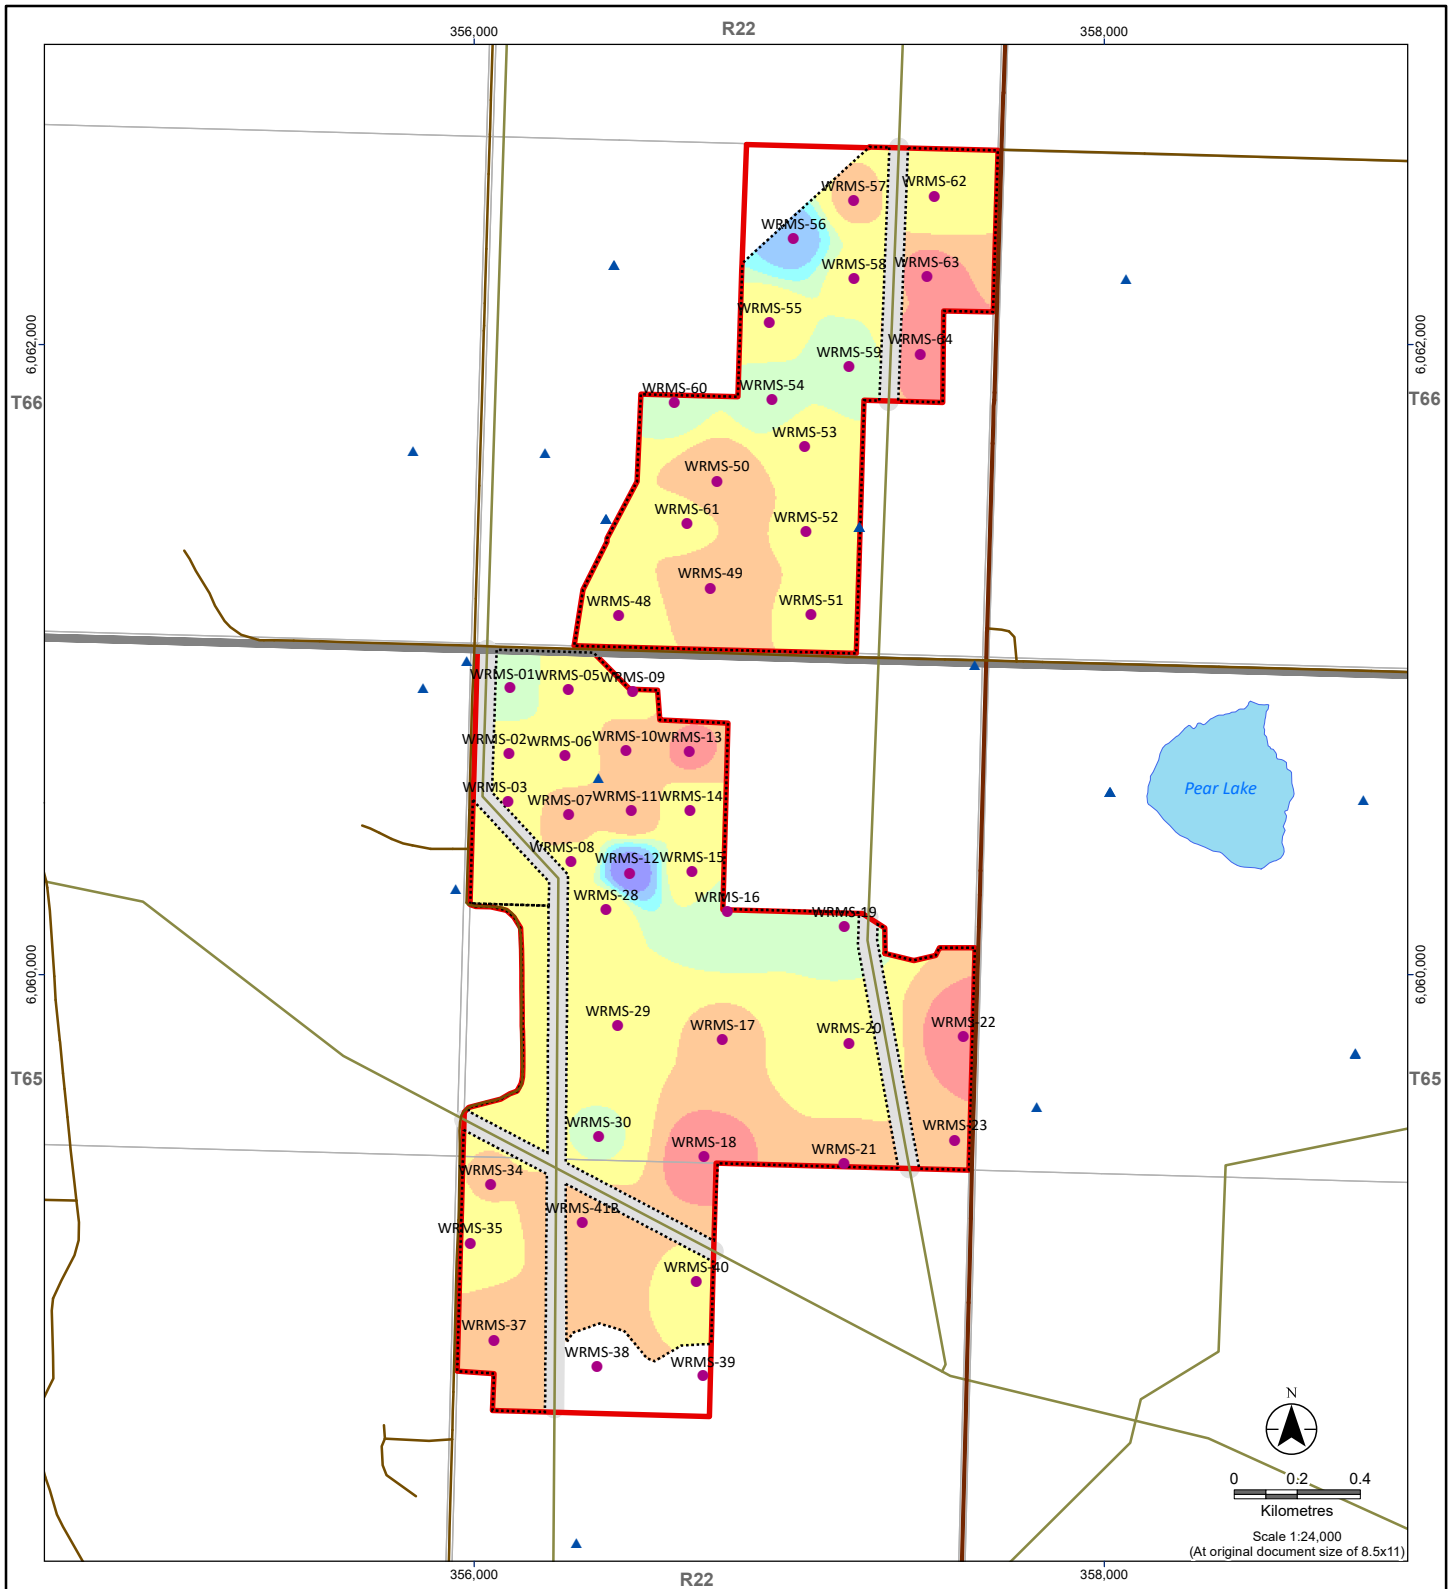 R22
356,000
358,000
WRMS-57
WRMS-62
WRMS-56
WRMS-58
WRMS-63
WRMS-55
6,062,000
6,062,000
WRMS-64
WRMS-59
WRMS-60
WRMS-54
T66
T66
WRMS-53
WRMS-50
WRMS-61
WRMS-52
WRMS-49
WRMS-48
WRMS-51
WRMS-01
WRMS-05
WRMS-09
WRMS-02
WRMS-06
WRMS-10
WRMS-13
Pear Lake
WRMS-03
WRMS-07
WRMS-11
WRMS-14
WRMS-08
WRMS-12
WRMS-15
WRMS-28
WRMS-16
WRMS-19
6,060,000
6,060,000
WRMS-29
WRMS-17
WRMS-20
WRMS-22
T65
T65
WRMS-30
WRMS-18
WRMS-21
WRMS-23
WRMS-34
WRMS-41B
WRMS-35
WRMS-40
WRMS-37
WRMS-38
WRMS-39
N
0 0.2 0.4
Kilometres
Scale 1:24,000
(At original document size of 8.5x11)
356,000
R22
358,000